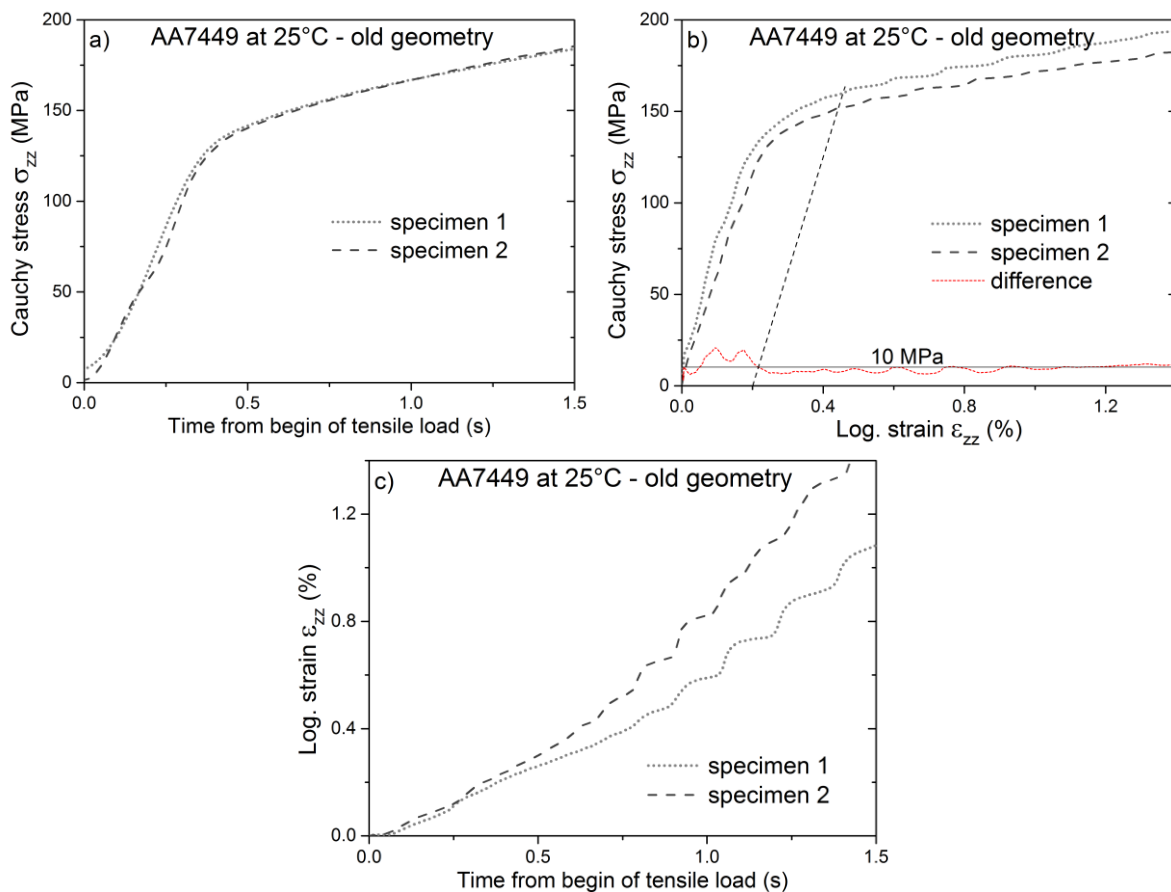 a)
AA7449 at 25°C - old geometry
200
150
100
50
0
Cauchy stress σzz (MPa)
specimen 1
specimen 2
0.0
0.5
1.0
1.5
Time from begin of tensile load (s)
b)
AA7449 at 25°C - old geometry
200
150
100
50
0
Cauchy stress σzz (MPa)
specimen 1
specimen 2
difference
10 MPa
0.0
0.4
0.8
1.2
Log. strain εzz (%)
c)
AA7449 at 25°C - old geometry
1.2
0.8
0.4
0.0
Log. strain εzz (%)
specimen 1
specimen 2
0.0
0.5
1.0
1.5
Time from begin of tensile load (s)